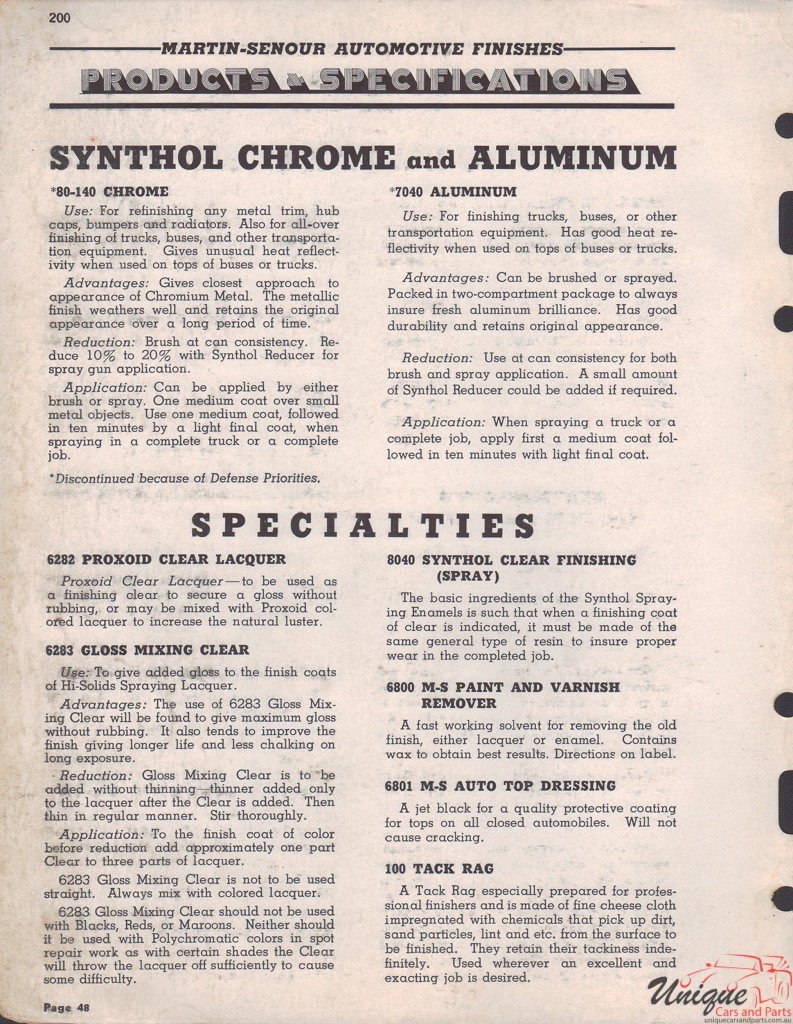 200
MARTIN-SENOUR AUTOMOTIVE FINISHES
PRODUCTS & SPECIFICATIONS
SYNTHOL CHROME and ALUMINUM
*80-140 CHROME
Use: For refinishing any metal trim, hub
caps, bumpers and radiators. Also for all-over
finishing of trucks, buses, and other transporta-
tion equipment. Gives unusual heat reflect-
ivity when used on tops of buses or trucks.
Advantages: Gives closest approach to
appearance of Chromium Metal. The metallic
finish weathers well and retains the original
appearance over a long period of time.
Reduction: Brush at can consistency. Re-
duce 10% to 20% with Synthol Reducer for
spray gun application.
Application: Can be applied by either
brush or spray. One medium coat over small
metal objects. Use one medium coat, followed
in ten minutes by a light final coat, when
spraying in a complete truck or a complete
job.
*Discontinued because of Defense Priorities.
*7040 ALUMINUM
Use: For finishing trucks, buses, or other
transportation equipment. Has good heat re-
flectivity when used on tops of buses or trucks.
Advantages: Can be brushed or sprayed.
Packed in two-compartment package to always
insure fresh aluminum brilliance. Has good
durability and retains original appearance.
Reduction: Use at can consistency for both
brush and spray application. A small amount
of Synthol Reducer could be added if required.
Application: When spraying a truck or a
complete job, apply first a medium coat fol-
lowed in ten minutes with light final coat.
SPECIALTIES
6282 PROXOID CLEAR LACQUER
Proxoid Clear Lacquer—to be used as
a finishing clear to secure a gloss without
rubbing, or may be mixed with Proxoid col-
ored lacquer to increase the natural luster.
6283 GLOSS MIXING CLEAR
Use: To give added gloss to the finish coats
of Hi-Solids Spraying Lacquer.
Advantages: The use of 6283 Gloss Mix-
ing Clear will be found to give maximum gloss
without rubbing. It also tends to improve the
finish giving longer life and less chalking on
long exposure.
Reduction: Gloss Mixing Clear is to be
added without thinning—thinner added only
to the lacquer after the Clear is added. Then
thin in regular manner. Stir thoroughly.
Application: To the finish coat of color
before reduction add approximately one part
Clear to three parts of lacquer.
6283 Gloss Mixing Clear is not to be used
straight. Always mix with colored lacquer.
6283 Gloss Mixing Clear should not be used
with Blacks, Reds, or Maroons. Neither should
it be used with Polychromatic colors in spot
repair work as with certain shades the Clear
will throw the lacquer off sufficiently to cause
some difficulty.
8040 SYNTHOL CLEAR FINISHING
(SPRAY)
The basic ingredients of the Synthol Spray-
ing Enamels is such that when a finishing coat
of clear is indicated, it must be made of the
same general type of resin to insure proper
wear in the completed job.
6800 M-S PAINT AND VARNISH
REMOVER
A fast working solvent for removing the old
finish, either lacquer or enamel. Contains
wax to obtain best results. Directions on label.
6801 M-S AUTO TOP DRESSING
A jet black for a quality protective coating
for tops on all closed automobiles. Will not
cause cracking.
100 TACK RAG
A Tack Rag especially prepared for profes-
sional finishers and is made of fine cheese cloth
impregnated with chemicals that pick up dirt,
sand particles, lint and etc. from the surface to
be finished. They retain their tackiness inde-
finitely. Used wherever an excellent and
exacting job is desired.
Page 48
Unique
Cars and Parts
uniquecarsandparts.com.au